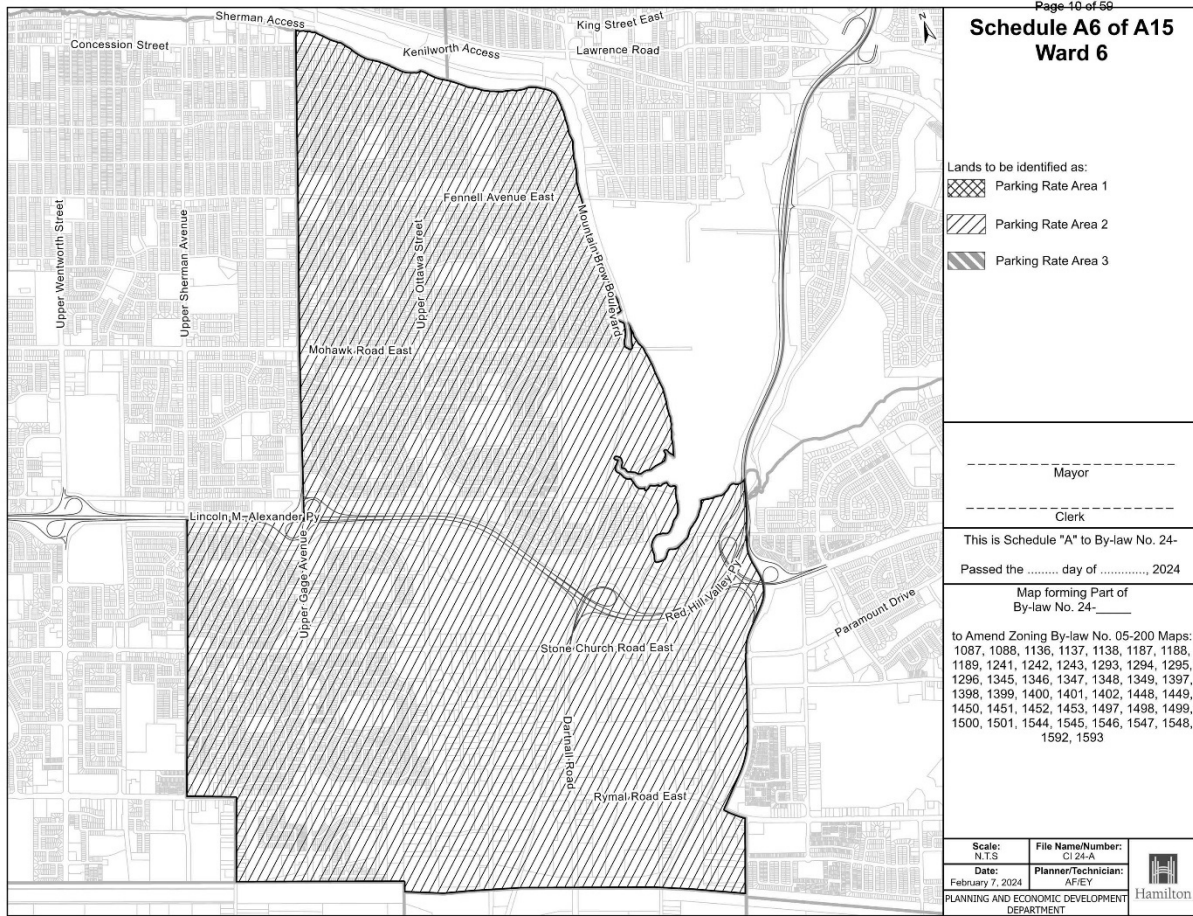 Page 10 of 59
Schedule A6 of A15
Ward 6
Lands to be identified as:
Parking Rate Area 1
Parking Rate Area 2
Parking Rate Area 3
Mayor
Clerk
This is Schedule "A" to By-law No. 24-
Passed the ......... day of ............., 2024
Map forming Part of
By-law No. 24-_____
to Amend Zoning By-law No. 05-200 Maps:
1087, 1088, 1136, 1137, 1138, 1187, 1188,
1189, 1241, 1242, 1243, 1293, 1294, 1295,
1296, 1345, 1346, 1347, 1348, 1349, 1397,
1398, 1399, 1400, 1401, 1402, 1448, 1449,
1450, 1451, 1452, 1453, 1497, 1498, 1499,
1500, 1501, 1544, 1545, 1546, 1547, 1548,
1592, 1593
Scale:
N.T.S
File Name/Number:
CI 24-A
Date:
February 7, 2024
Planner/Technician:
AF/EY
PLANNING AND ECONOMIC DEVELOPMENT
DEPARTMENT
Hamilton
N
Sherman Access
King Street East
Concession Street
Kenilworth Access
Lawrence Road
Fennell Avenue East
Upper Wentworth Street
Upper Sherman Avenue
Upper Ottawa Street
Mountain Brow Boulevard
Mohawk Road East
Lincoln M. Alexander Py
Upper Gage Avenue
Red Hill Valley Py
Paramount Drive
Stone Church Road East
Dartnall Road
Rymal Road East